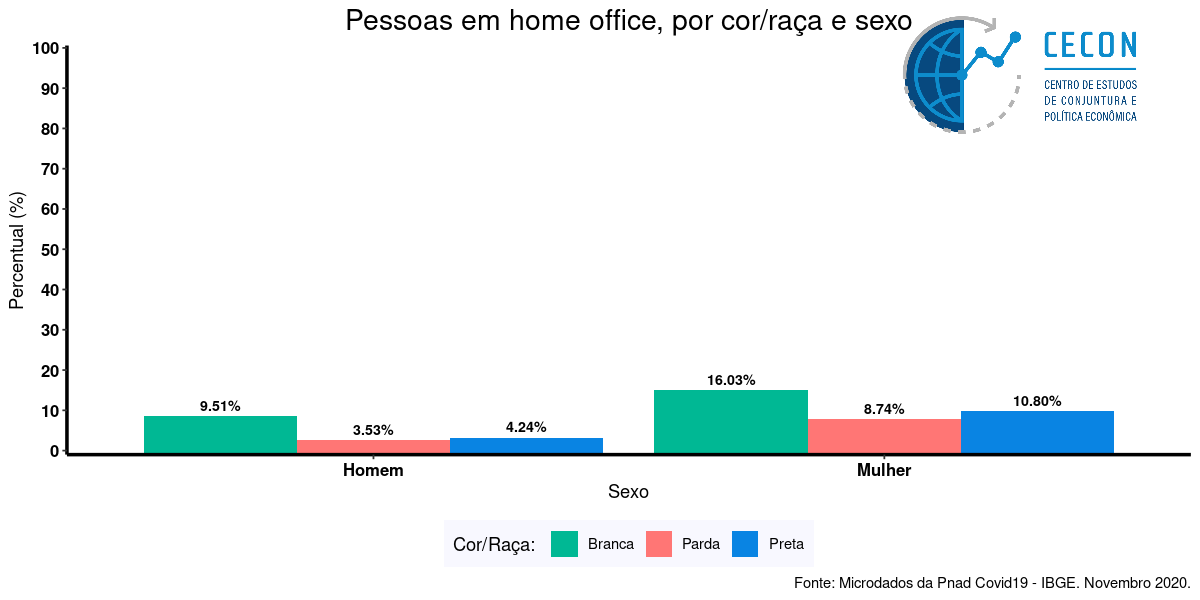 Pessoas em home office, por cor/raça e sexo
CECON
CENTRO DE ESTUDOS
DE CONJUNTURA E
POLÍTICA ECONÔMICA
Percentual (%)
100
90
80
70
60
50
40
30
20
10
0
9.51%
3.53%
4.24%
16.03%
8.74%
10.80%
Homem
Mulher
Sexo
Cor/Raça: Branca Parda Preta
Fonte: Microdados da Pnad Covid19 - IBGE. Novembro 2020.